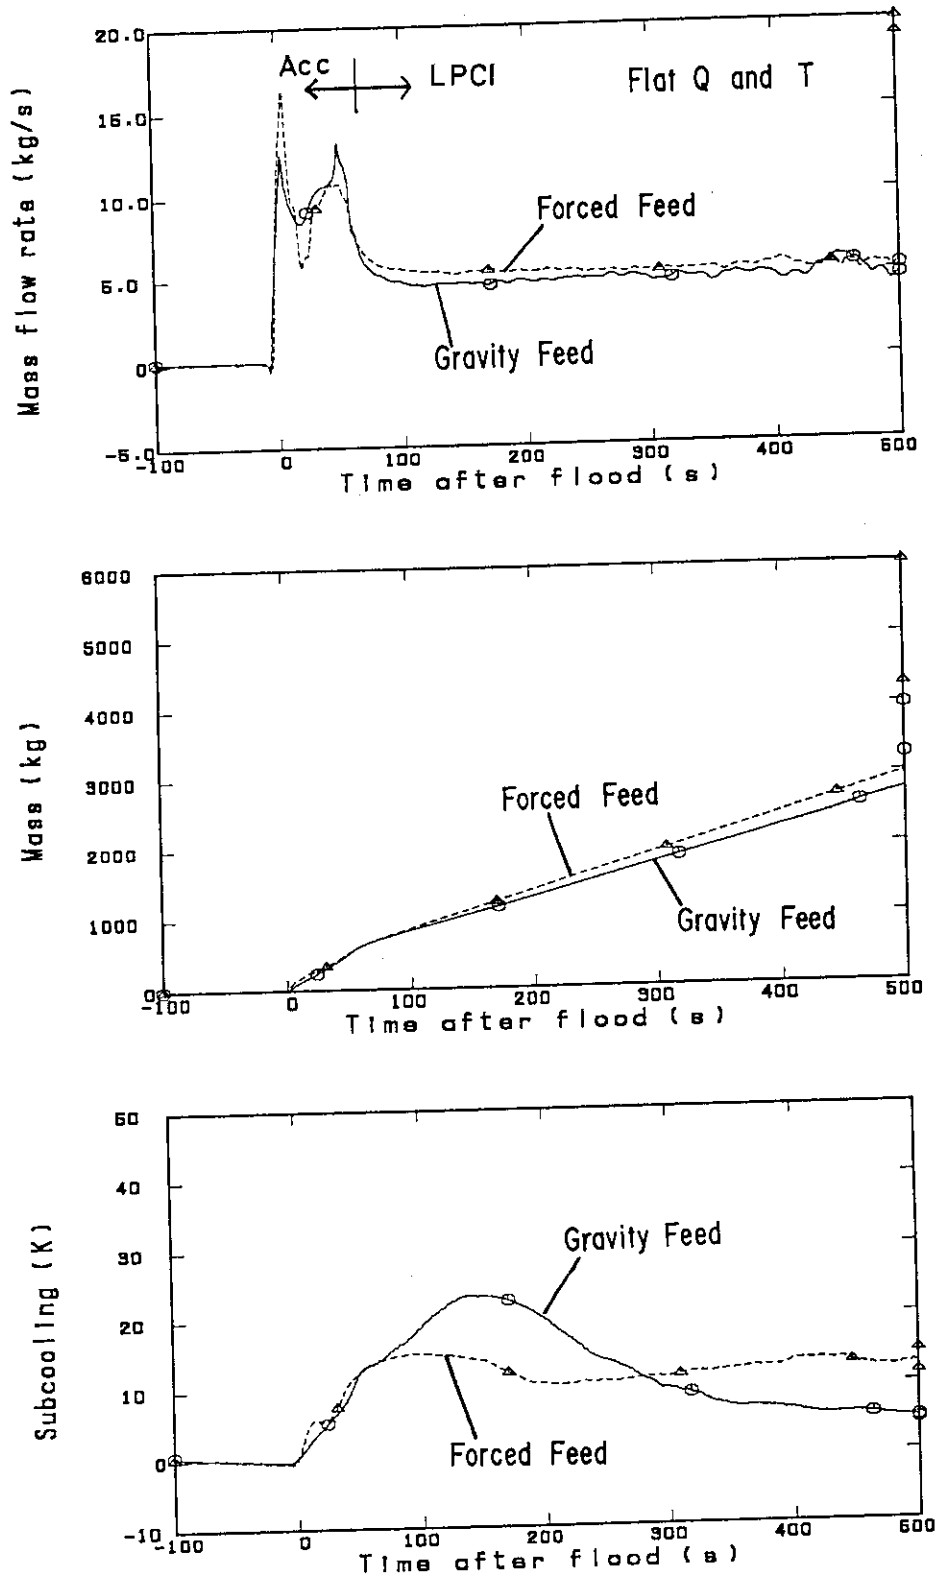 20.0
Acc
LPCI
Flat Q and T
15.0
10.0
Forced Feed
5.0
Gravity Feed
0
-5.0
-100
0
100
200
300
400
500
Mass flow rate (kg/s)
Time after flood (s)
6000
5000
4000
3000
Forced Feed
2000
Gravity Feed
1000
0
-100
0
100
200
300
400
500
Mass (kg)
Time after flood (s)
50
40
Gravity Feed
30
20
10
Forced Feed
0
-10
-100
0
100
200
300
400
500
Subcooling (K)
Time after flood (s)